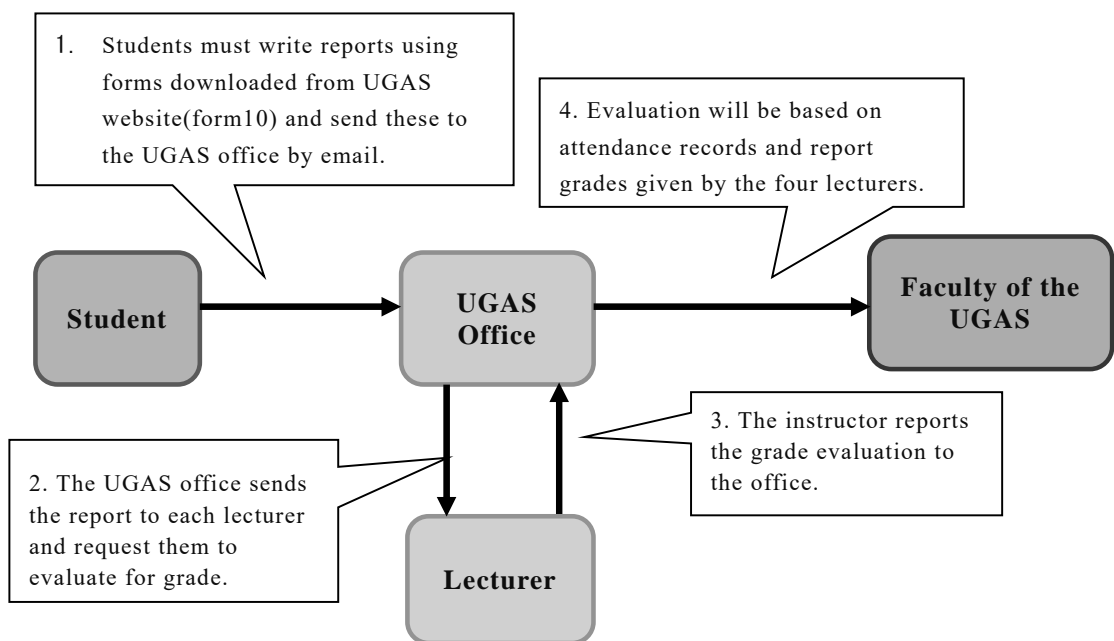 1. Students must write reports using
forms downloaded from UGAS
website(form10) and send these to
the UGAS office by email.
4. Evaluation will be based on
attendance records and report
grades given by the four lecturers.
Student
UGAS
Office
Faculty of the
UGAS
2. The UGAS office sends
the report to each lecturer
and request them to
evaluate for grade.
3. The instructor reports
the grade evaluation to
the office.
Lecturer